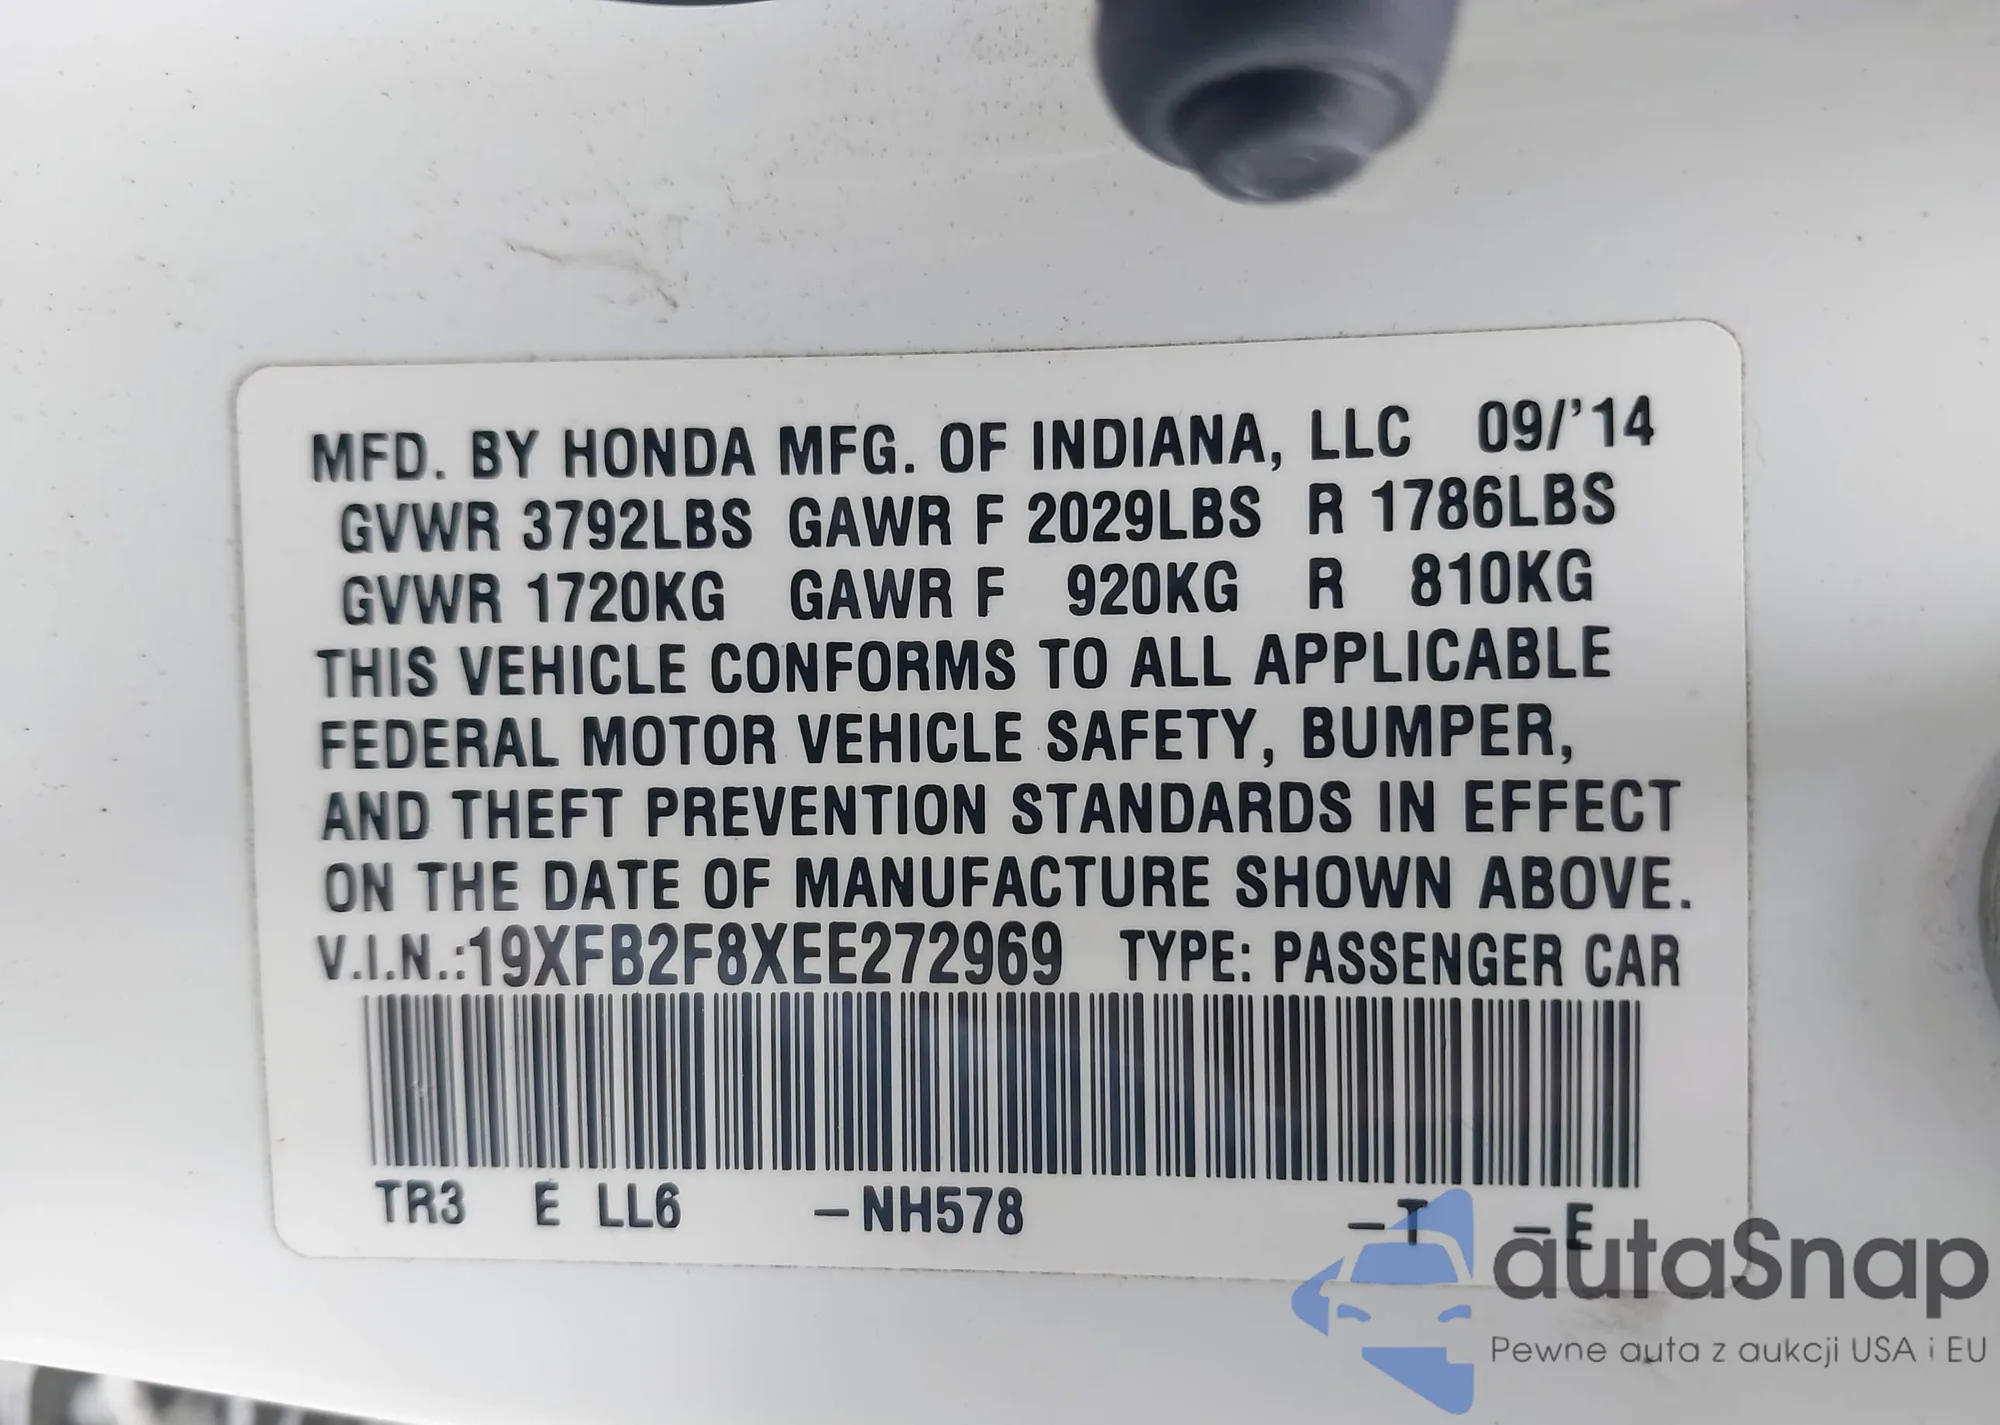 MFD. BY HONDA MFG. OF INDIANA, LLC 09/'14
GVWR 3792LBS GAWR F 2029LBS R 1786LBS
GVWR 1720KG GAWR F 920KG R 810KG
THIS VEHICLE CONFORMS TO ALL APPLICABLE
FEDERAL MOTOR VEHICLE SAFETY, BUMPER,
AND THEFT PREVENTION STANDARDS IN EFFECT
ON THE DATE OF MANUFACTURE SHOWN ABOVE.
V.I.N.:19XFB2F8XEE272969 TYPE: PASSENGER CAR
TR3 E LL6 –NH578 –T –E
autaSnap
Pewne auta z aukcji USA i EU